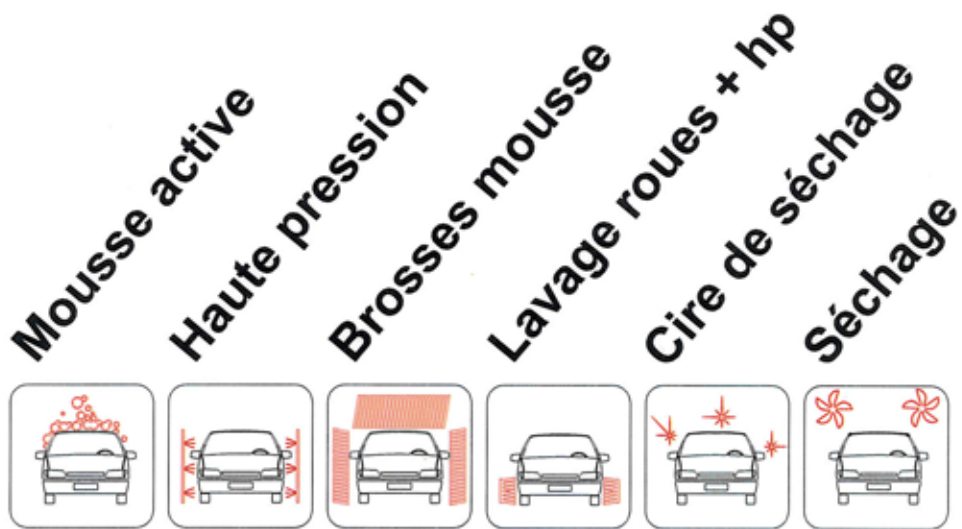 Mousse active
Haute pression
Brosses mousse
Lavage roues + hp
Cire de séchage
Séchage